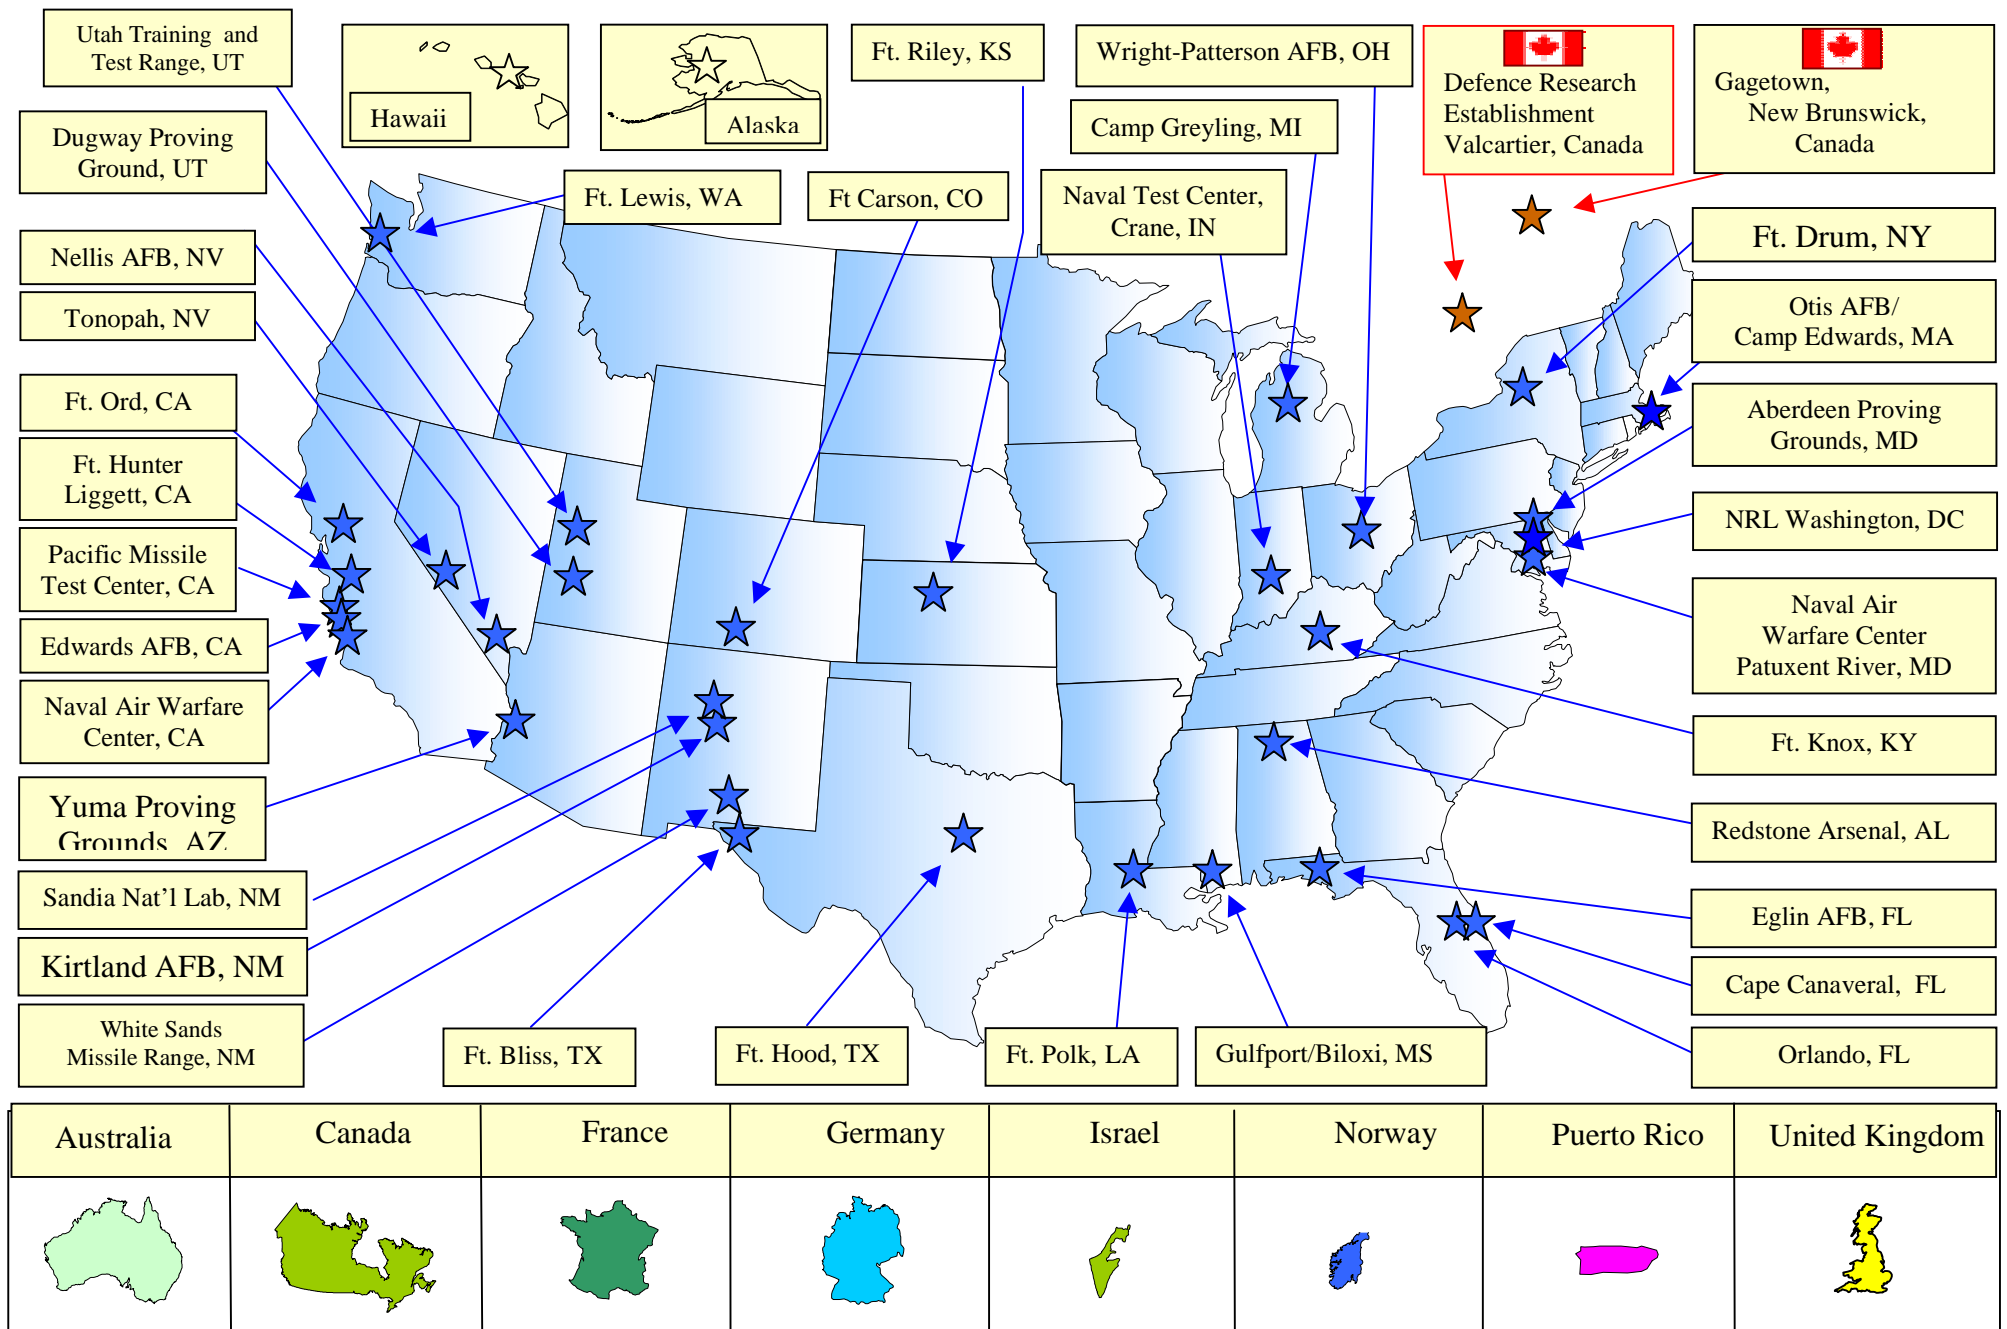 Utah Training and
Test Range, UT
Hawaii
Alaska
Ft. Riley, KS
Wright-Patterson AFB, OH
Defence Research
Establishment
Valcartier, Canada
Gagetown,
New Brunswick,
Canada
Dugway Proving
Ground, UT
Camp Greyling, MI
Ft. Lewis, WA
Ft Carson, CO
Naval Test Center,
Crane, IN
Ft. Drum, NY
Nellis AFB, NV
Tonopah, NV
Otis AFB/
Camp Edwards, MA
Ft. Ord, CA
Aberdeen Proving
Grounds, MD
Ft. Hunter
Liggett, CA
NRL Washington, DC
Pacific Missile
Test Center, CA
Naval Air
Warfare Center
Patuxent River, MD
Edwards AFB, CA
Naval Air Warfare
Center, CA
Ft. Knox, KY
Yuma Proving
Grounds, AZ
Redstone Arsenal, AL
Sandia Nat'l Lab, NM
Eglin AFB, FL
Kirtland AFB, NM
Cape Canaveral, FL
White Sands
Missile Range, NM
Ft. Bliss, TX
Ft. Hood, TX
Ft. Polk, LA
Gulfport/Biloxi, MS
Orlando, FL
Australia
Canada
France
Germany
Israel
Norway
Puerto Rico
United Kingdom